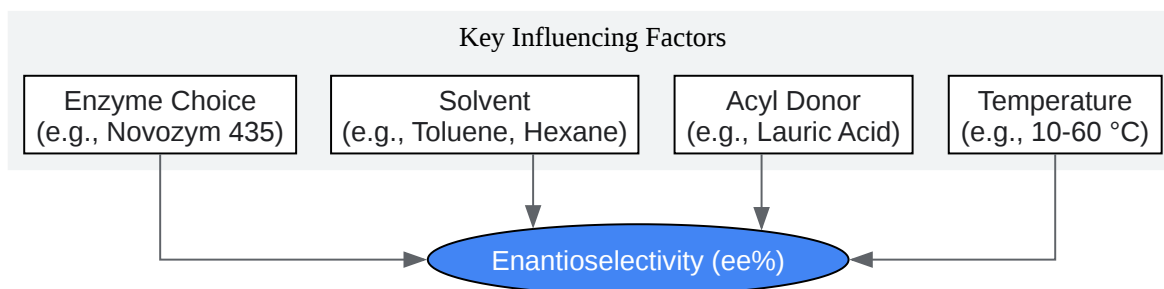 Key Influencing Factors
Enzyme Choice
(e.g., Novozym 435)
Solvent
(e.g., Toluene, Hexane)
Acyl Donor
(e.g., Lauric Acid)
Temperature
(e.g., 10-60 °C)
Enantioselectivity (ee%)